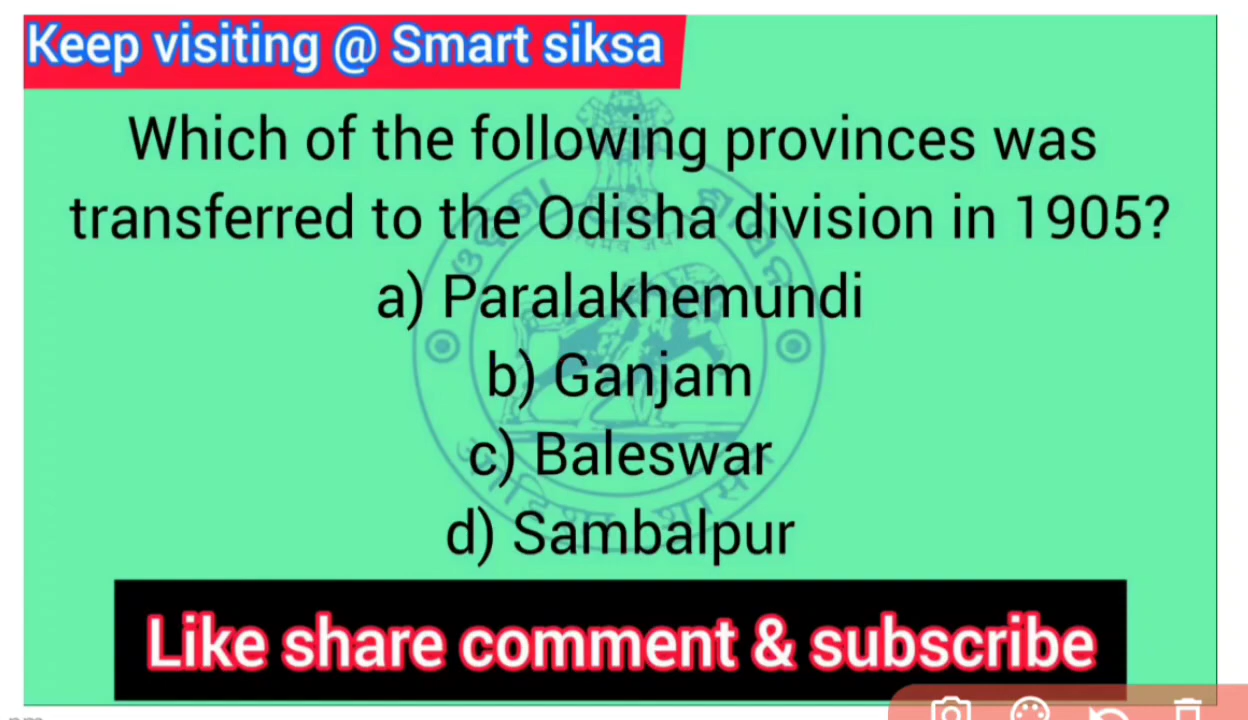 Keep visiting @ Smart siksa
Which of the following provinces was
transferred to the Odisha division in 1905?
a) Paralakhemundi
b) Ganjam
c) Baleswar
d) Sambalpur
Like share comment & subscribe